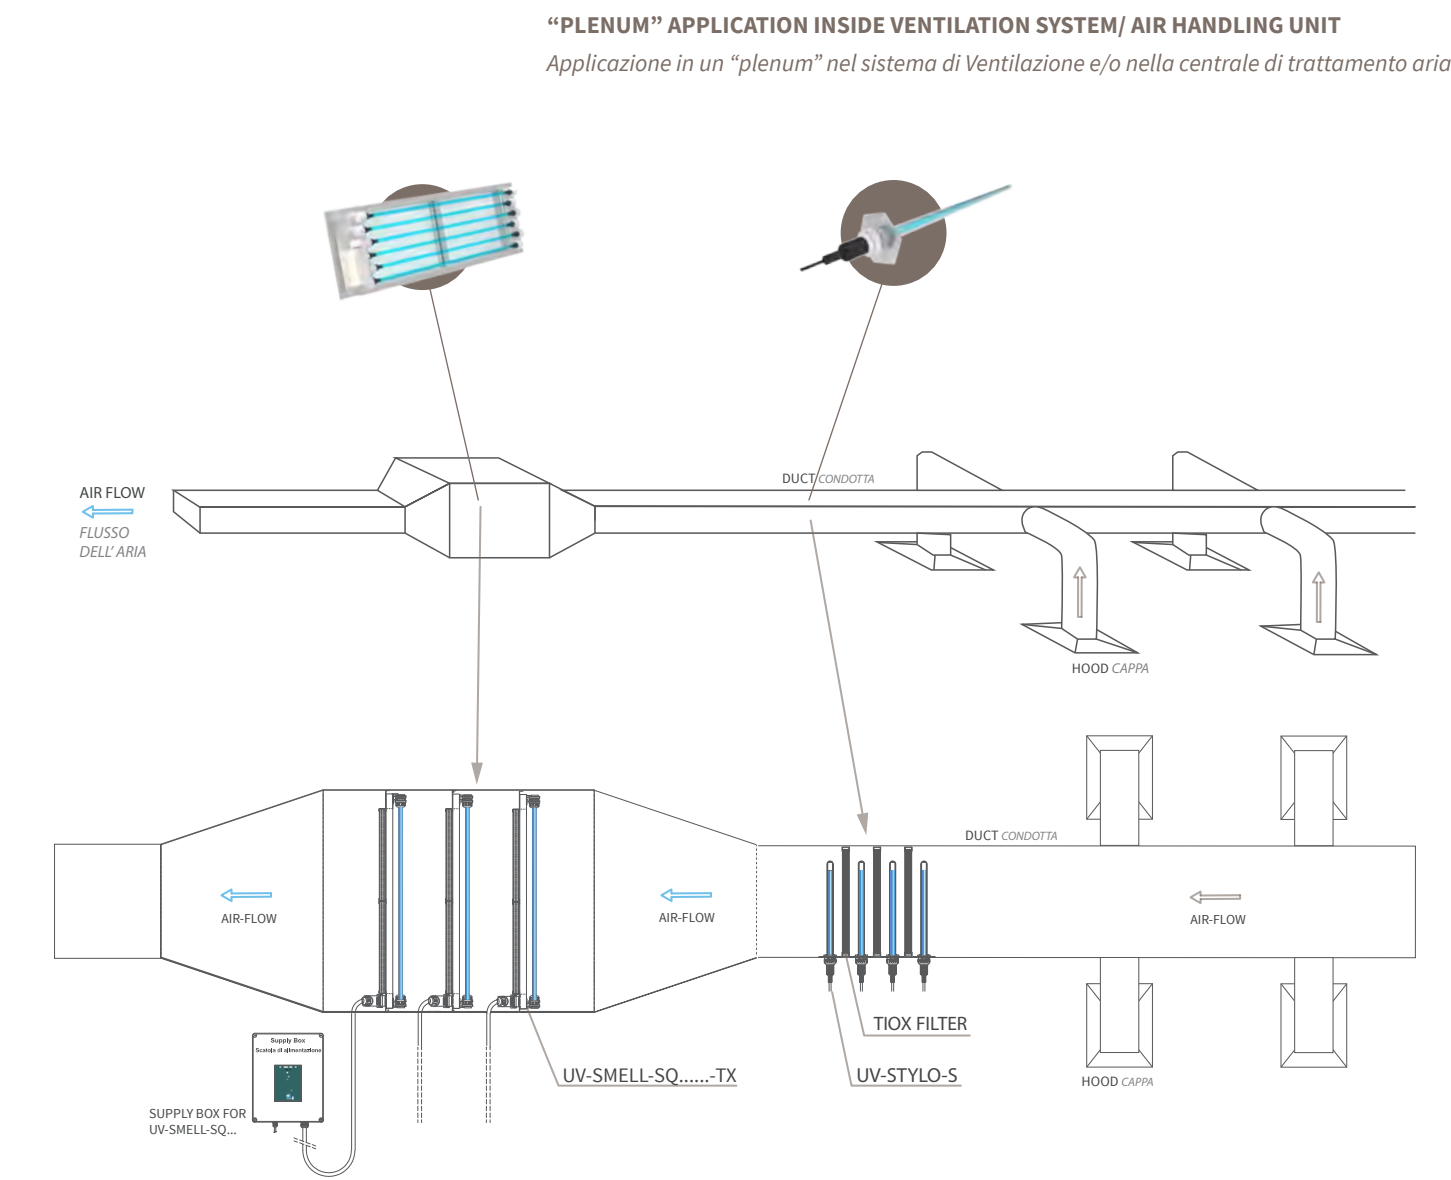 “PLENUM” APPLICATION INSIDE VENTILATION SYSTEM/ AIR HANDLING UNIT
Applicazione in un “plenum” nel sistema di Ventilazione e/o nella centrale di trattamento aria
DUCT CONDOTTA
AIR FLOW
FLUSSO
DELL’ ARIA
HOOD CAPPA
DUCT CONDOTTA
AIR-FLOW
AIR-FLOW
AIR-FLOW
TIOX FILTER
UV-SMELL-SQ......-TX
UV-STYLO-S
HOOD CAPPA
Supply Box
Scatola di alimentazione
SUPPLY BOX FOR
UV-SMELL-SQ...